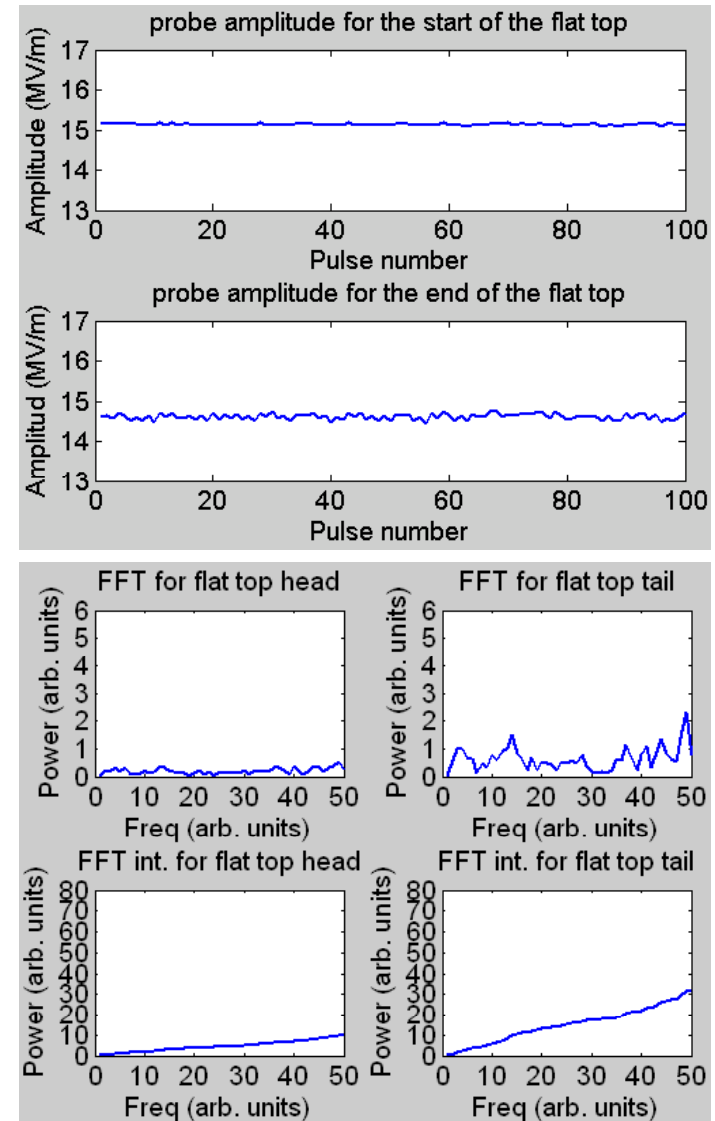 probe amplitude for the start of the flat top
Amplitude (MV/m)
17
16
15
14
13
0 20 40 60 80 100
Pulse number
probe amplitude for the end of the flat top
Amplitud (MV/m)
17
16
15
14
13
0 20 40 60 80 100
Pulse number
FFT for flat top head
Power (arb. units)
6
5
4
3
2
1
0
0 10 20 30 40 50
Freq (arb. units)
FFT for flat top tail
Power (arb. units)
6
5
4
3
2
1
0
0 10 20 30 40 50
Freq (arb. units)
FFT int. for flat top head
Power (arb. units)
80
70
60
50
40
30
20
10
0
0 10 20 30 40 50
Freq (arb. units)
FFT int. for flat top tail
Power (arb. units)
80
70
60
50
40
30
20
10
0
0 10 20 30 40 50
Freq (arb. units)